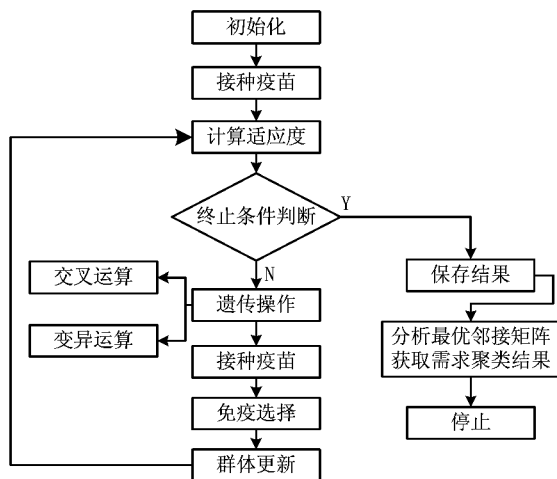 初始化
接种疫苗
计算适应度
终止条件判断
Y
N
保存结果
交叉运算
遗传操作
变异运算
分析最优邻接矩阵
获取需求聚类结果
接种疫苗
免疫选择
停止
群体更新